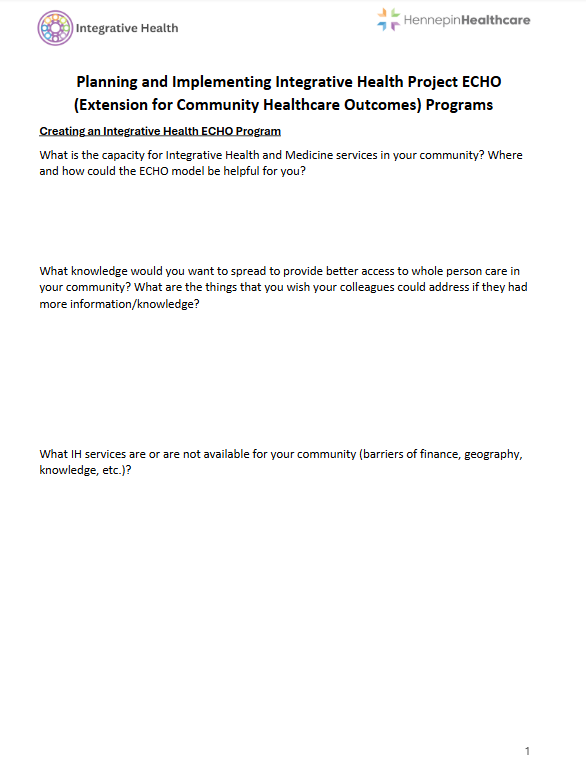 Integrative Health
HennepinHealthcare
Planning and Implementing Integrative Health Project ECHO
(Extension for Community Healthcare Outcomes) Programs
Creating an Integrative Health ECHO Program
What is the capacity for Integrative Health and Medicine services in your community? Where
and how could the ECHO model be helpful for you?
What knowledge would you want to spread to provide better access to whole person care in
your community? What are the things that you wish your colleagues could address if they had
more information/knowledge?
What IH services are or are not available for your community (barriers of finance, geography,
knowledge, etc.)?
1